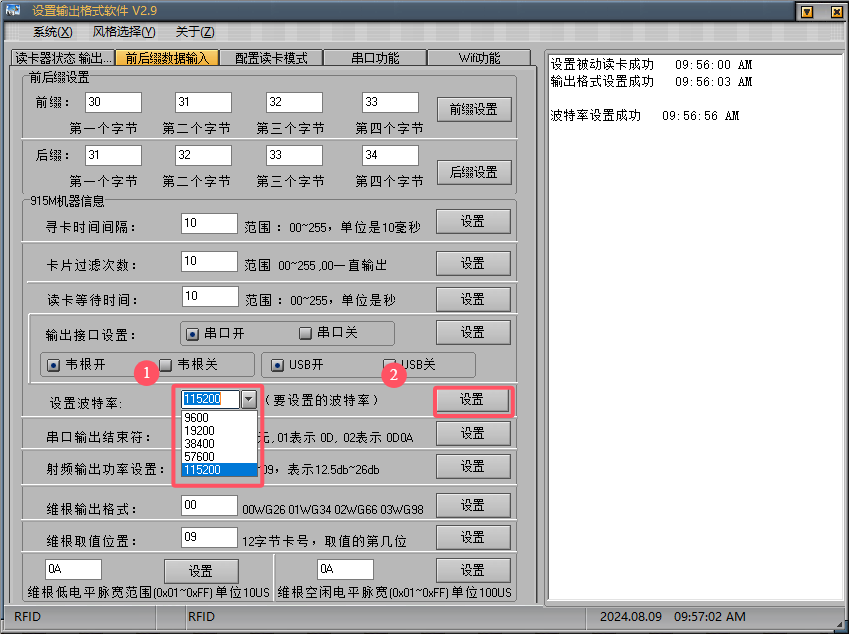 设置输出格式软件 V2.9
系统(X) 风格选择(Y) 关于(Z)
读卡器状态 输出... 前后缀数据输入 配置读卡模式 串口功能 Wifi功能
前后缀设置
前缀： 30 31 32 33 前缀设置
第一个字节 第二个字节 第三个字节 第四个字节
后缀： 31 32 33 34 后缀设置
第一个字节 第二个字节 第三个字节 第四个字节
915M机器信息
寻卡时间间隔： 10 范围 ：00~255，单位是10毫秒 设置
卡片过滤次数： 10 范围 00~255 ,00一直输出 设置
读卡等待时间： 10 范围 ：00~255，单位是秒 设置
输出接口设置： 串口开 串口关 设置
韦根开 韦根关 USB开 USB关
1 2
设置波特率： 115200 （要设置的波特率） 设置
9600
19200
38400
57600
115200
串口输出结束符： 无,01表示 0D, 02表示 0D0A 设置
射频输出功率设置： 09，表示12.5db~26db 设置
维根输出格式： 00 00WG26 01WG34 02WG66 03WG98 设置
维根取值位置： 09 12字节卡号，取值的第几位 设置
0A 设置 0A 设置
维根低电平脉宽范围(0x01~0xFF)单位10US 维根空闲电平脉宽(0x01~0xFF)单位100US
设置被动读卡成功 09:56:00 AM
输出格式设置成功 09:56:03 AM
波特率设置成功 09:56:56 AM
RFID RFID 2024.08.09 09:57:02 AM